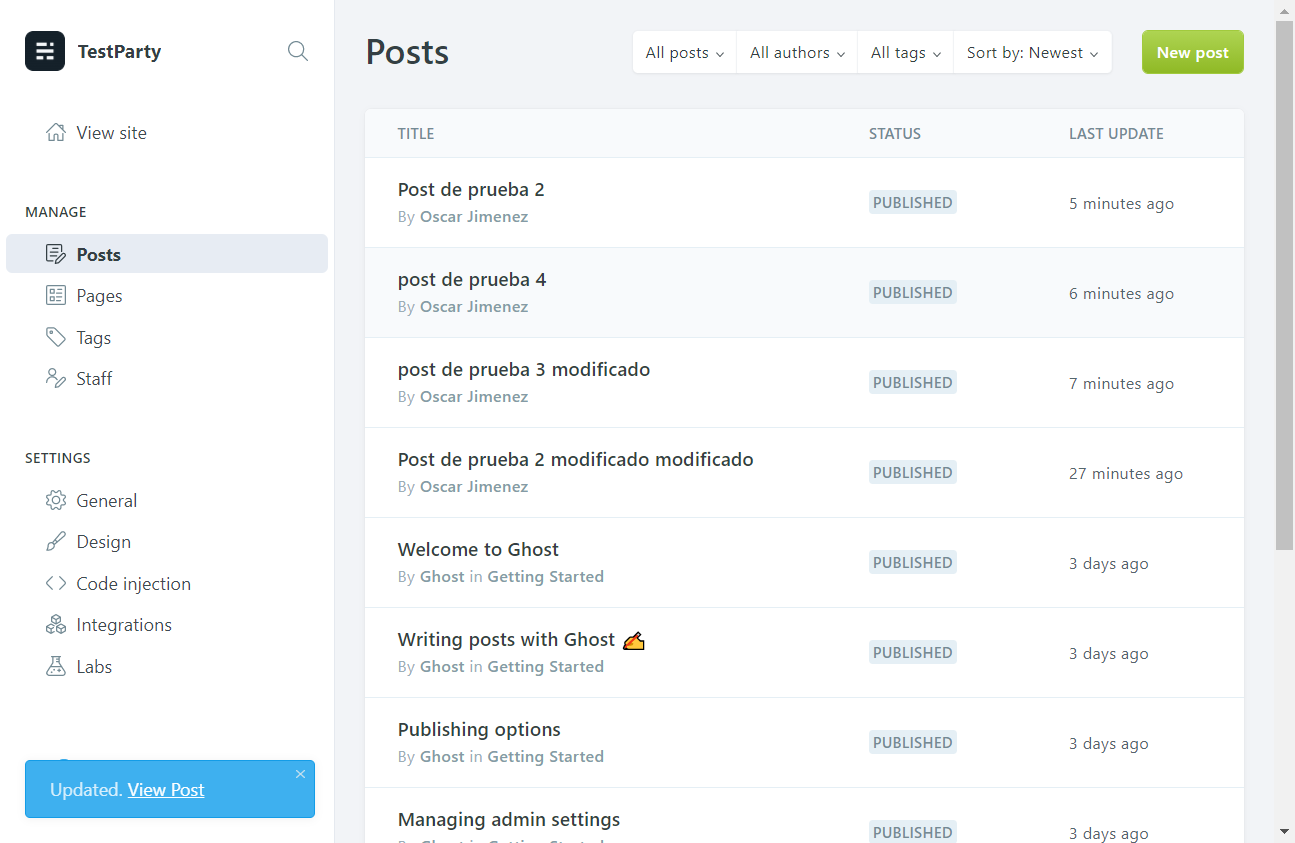 TestParty
View site
MANAGE
Posts
Pages
Tags
Staff
SETTINGS
General
Design
Code injection
Integrations
Labs
Updated. View Post
Posts
All posts
All authors
All tags
Sort by: Newest
New post
TITLE STATUS LAST UPDATE
Post de prueba 2
By Oscar Jimenez
PUBLISHED
5 minutes ago
post de prueba 4
By Oscar Jimenez
PUBLISHED
6 minutes ago
post de prueba 3 modificado
By Oscar Jimenez
PUBLISHED
7 minutes ago
Post de prueba 2 modificado modificado
By Oscar Jimenez
PUBLISHED
27 minutes ago
Welcome to Ghost
By Ghost in Getting Started
PUBLISHED
3 days ago
Writing posts with Ghost ✍
By Ghost in Getting Started
PUBLISHED
3 days ago
Publishing options
By Ghost in Getting Started
PUBLISHED
3 days ago
Managing admin settings
By Ghost in Getting Started
PUBLISHED
3 days ago